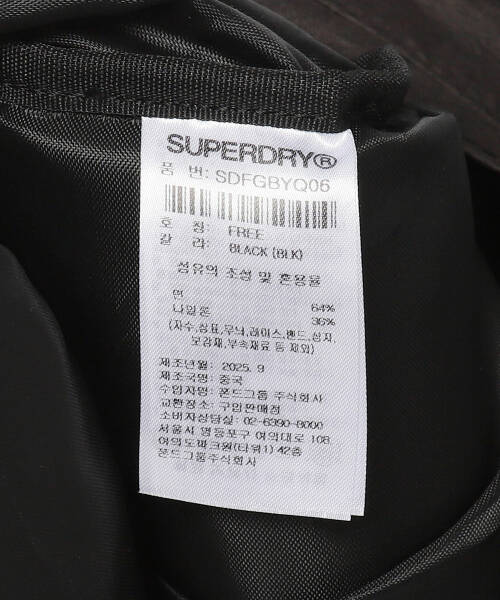 SUPERDRY®
품 번: SDFGBYQ06
호 칭: FREE
칼 라: BLACK (BLK)
섬유의 조성 및 혼용율
면 64%
나일론 36%
(자수,상표,무늬,레이스,밴드,심지,
보강재,부속재료 등 제외)
제조년월: 2025. 9
제조국명: 중국
수입자명: 폰드그룹 주식회사
교환장소: 구입판매점
소비자상담실: 02-6390-8000
서울시 영등포구 여의대로 108
여의도파크원(타워1) 42층
폰드그룹주식회사